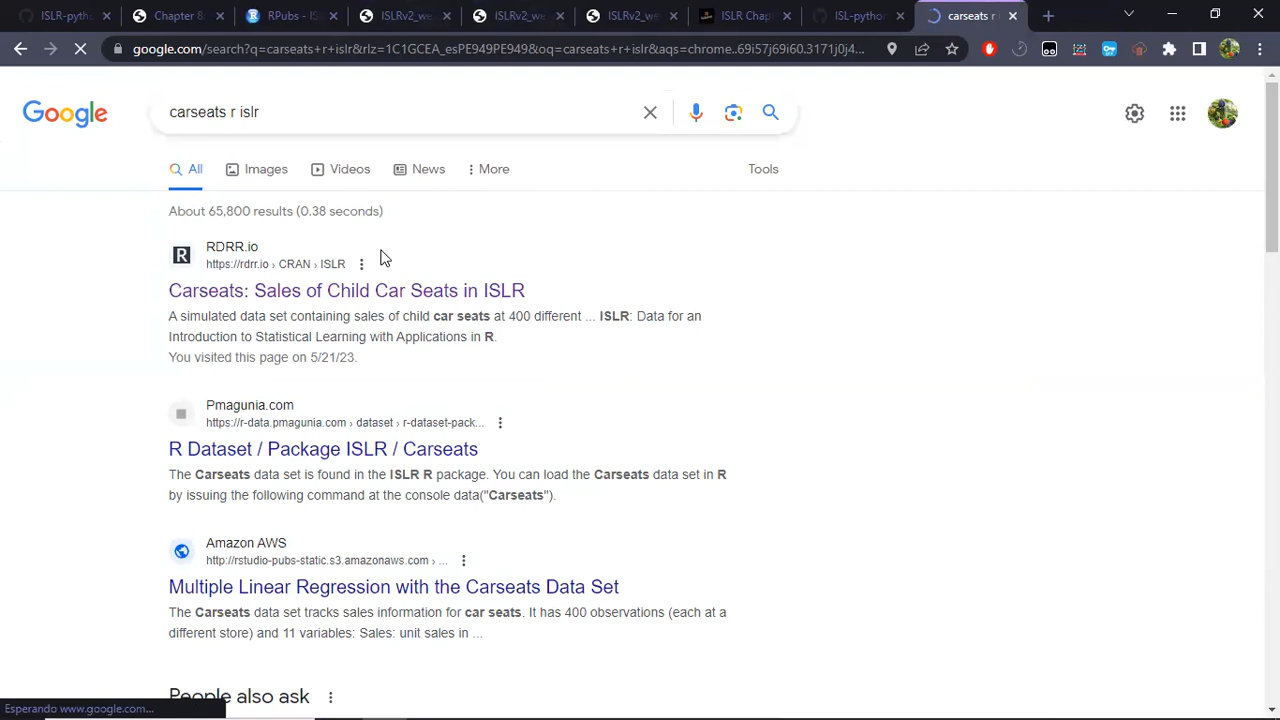 ISLR-pytho
Chapter 8
RPubs - IS
ISLRv2_we
ISLRv2_we
ISLRv2_we
ISLR Chap
ISL-python
carseats r i
google.com/search?q=carseats+r+islr&rlz=1C1GCEA_esPE949PE949&oq=carseats+r+islr&aqs=chrome..69i57j69i60.3171j0j4...
Google
carseats r islr
All
Images
Videos
News
More
Tools
About 65,800 results (0.38 seconds)
RDRR.io
https://rdrr.io › CRAN › ISLR
Carseats: Sales of Child Car Seats in ISLR
A simulated data set containing sales of child car seats at 400 different ... ISLR: Data for an
Introduction to Statistical Learning with Applications in R.
You visited this page on 5/21/23.
Pmagunia.com
https://r-data.pmagunia.com › dataset › r-dataset-pack...
R Dataset / Package ISLR / Carseats
The Carseats data set is found in the ISLR R package. You can load the Carseats data set in R
by issuing the following command at the console data("Carseats").
Amazon AWS
http://rstudio-pubs-static.s3.amazonaws.com › ...
Multiple Linear Regression with the Carseats Data Set
The Carseats data set tracks sales information for car seats. It has 400 observations (each at a
different store) and 11 variables: Sales: unit sales in ...
People also ask
Esperando www.google.com...